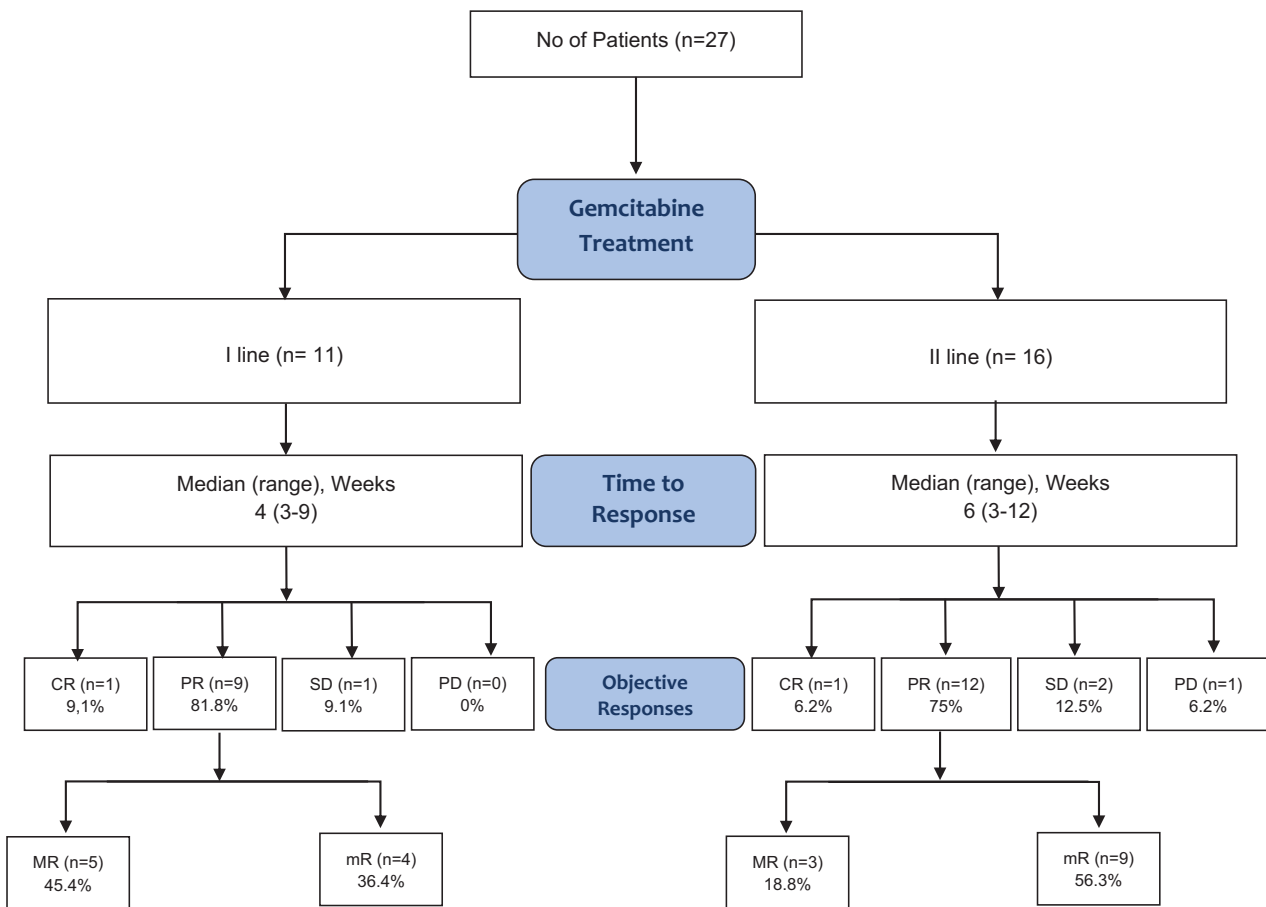 No of Patients (n=27)
Gemcitabine
Treatment
I line (n= 11)
II line (n= 16)
Median (range), Weeks
4 (3-9)
Time to
Response
Median (range), Weeks
6 (3-12)
CR (n=1)
9,1%
PR (n=9)
81.8%
SD (n=1)
9.1%
PD (n=0)
0%
Objective
Responses
CR (n=1)
6.2%
PR (n=12)
75%
SD (n=2)
12.5%
PD (n=1)
6.2%
MR (n=5)
45.4%
mR (n=4)
36.4%
MR (n=3)
18.8%
mR (n=9)
56.3%